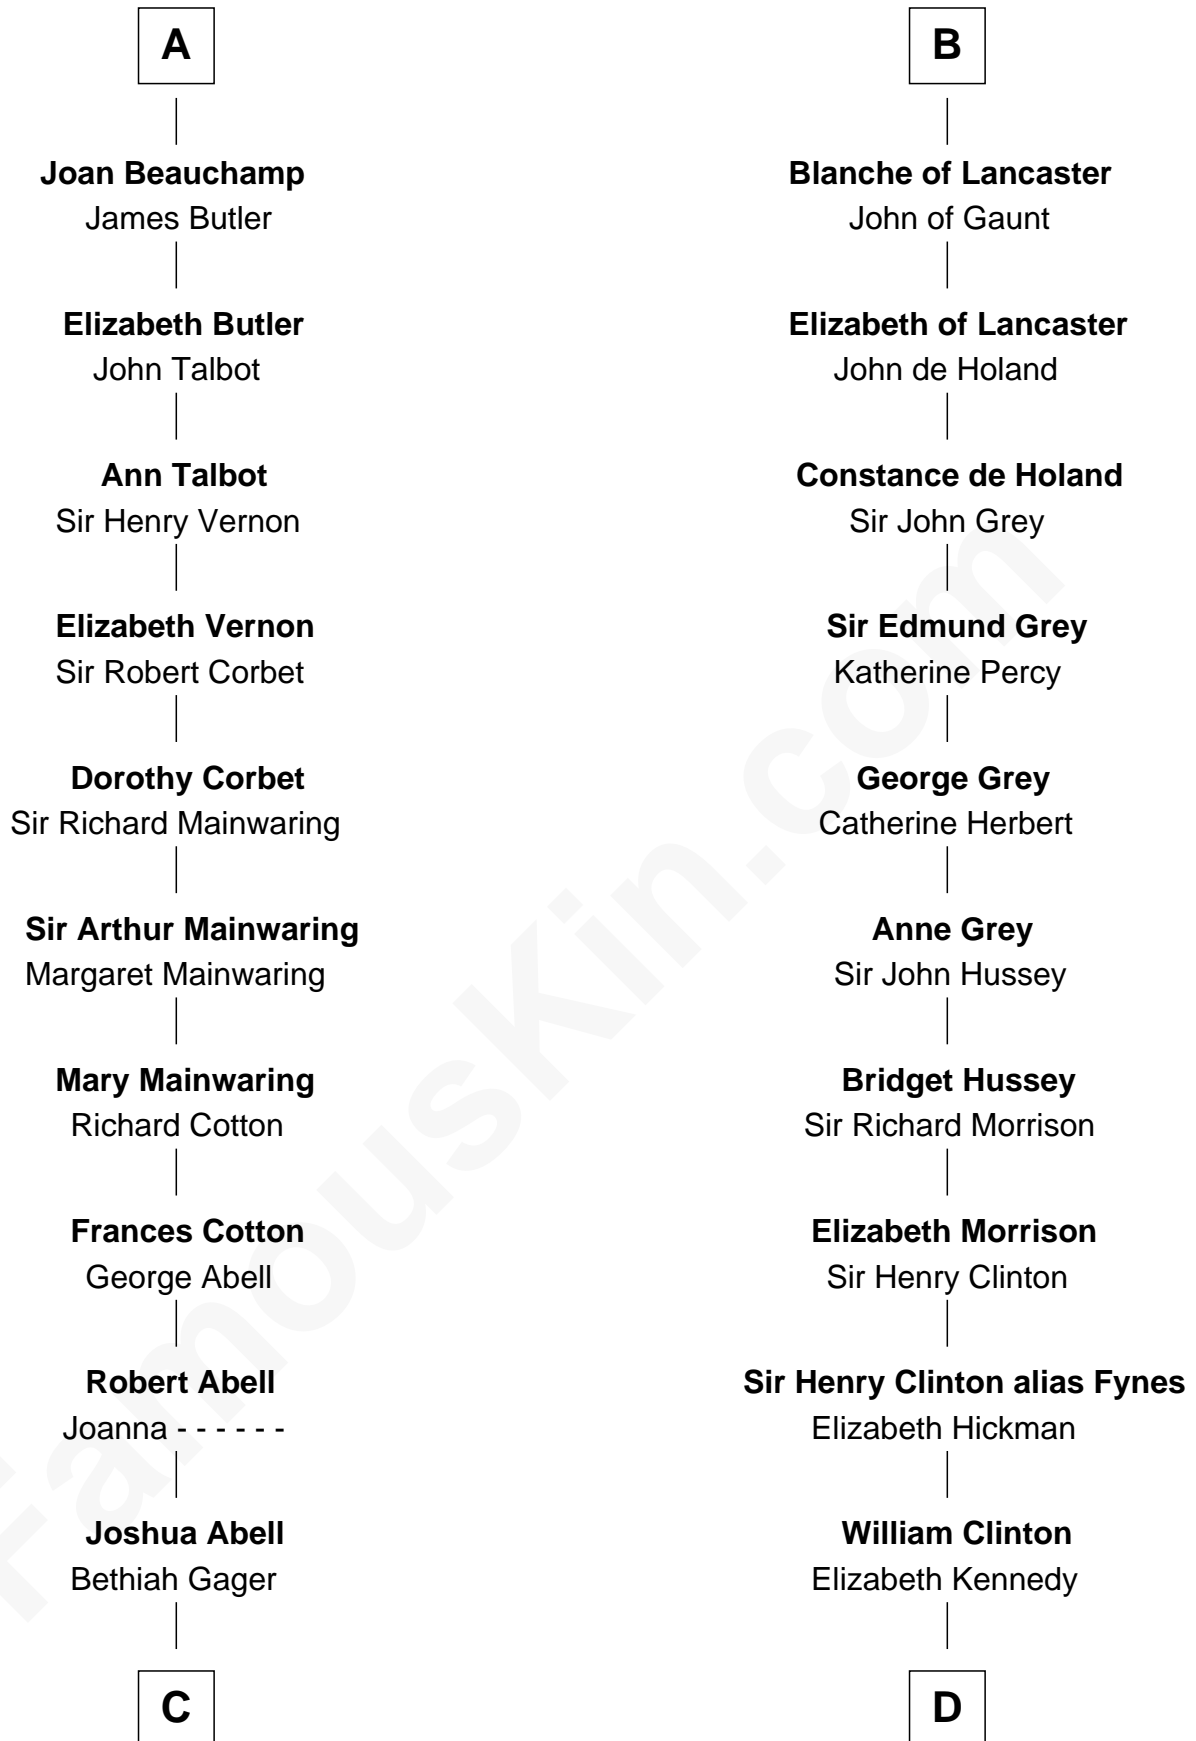 A
Joan Beauchamp
James Butler
Elizabeth Butler
John Talbot
Ann Talbot
Sir Henry Vernon
Elizabeth Vernon
Sir Robert Corbet
Dorothy Corbet
Sir Richard Mainwaring
Sir Arthur Mainwaring
Margaret Mainwaring
Mary Mainwaring
Richard Cotton
Frances Cotton
George Abell
Robert Abell
Joanna - - - - - -
Joshua Abell
Bethiah Gager
C
B
Blanche of Lancaster
John of Gaunt
Elizabeth of Lancaster
John de Holand
Constance de Holand
Sir John Grey
Sir Edmund Grey
Katherine Percy
George Grey
Catherine Herbert
Anne Grey
Sir John Hussey
Bridget Hussey
Sir Richard Morrison
Elizabeth Morrison
Sir Henry Clinton
Sir Henry Clinton alias Fynes
Elizabeth Hickman
William Clinton
Elizabeth Kennedy
D
FamousKin.com